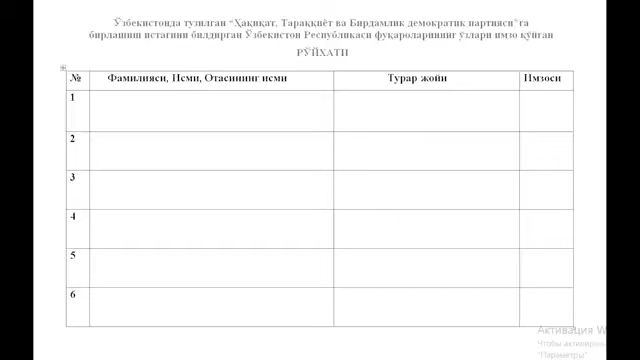 Ўзбекистонда тузилган “Ҳақиқат, Тараққиёт ва Бирдамлик демократик партияси”га
бирлашиш истагини билдирган Ўзбекистон Республикаси фуқароларининг ўзлари имзо қўйган
РЎЙХАТИ
№ Фамилияси, Исми, Отасининг исми Турар жойи Имзоси
1
2
3
4
5
6
Активация W
Чтобы активирова
"Параметры"